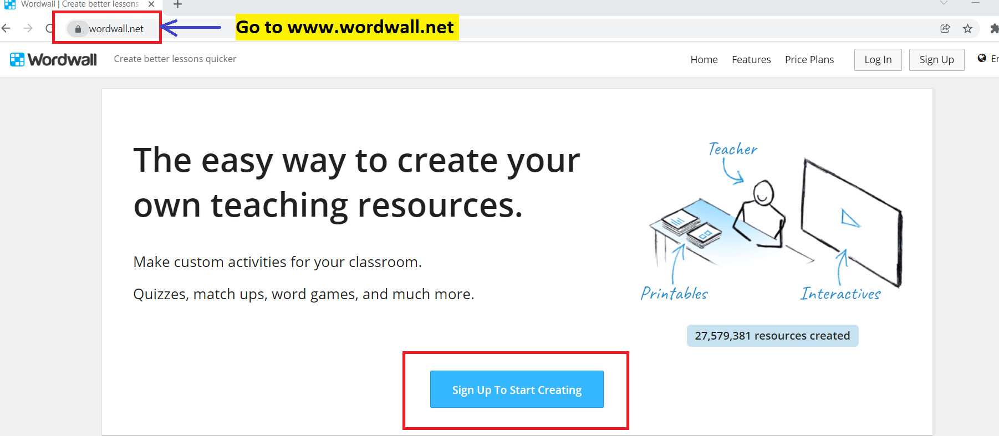 Wordwall | Create better lessons
wordwall.net
Go to www.wordwall.net
Wordwall
Create better lessons quicker
Home
Features
Price Plans
Log In
Sign Up
En
The easy way to create your
own teaching resources.
Make custom activities for your classroom.
Quizzes, match ups, word games, and much more.
Teacher
Printables
Interactives
27,579,381 resources created
Sign Up To Start Creating